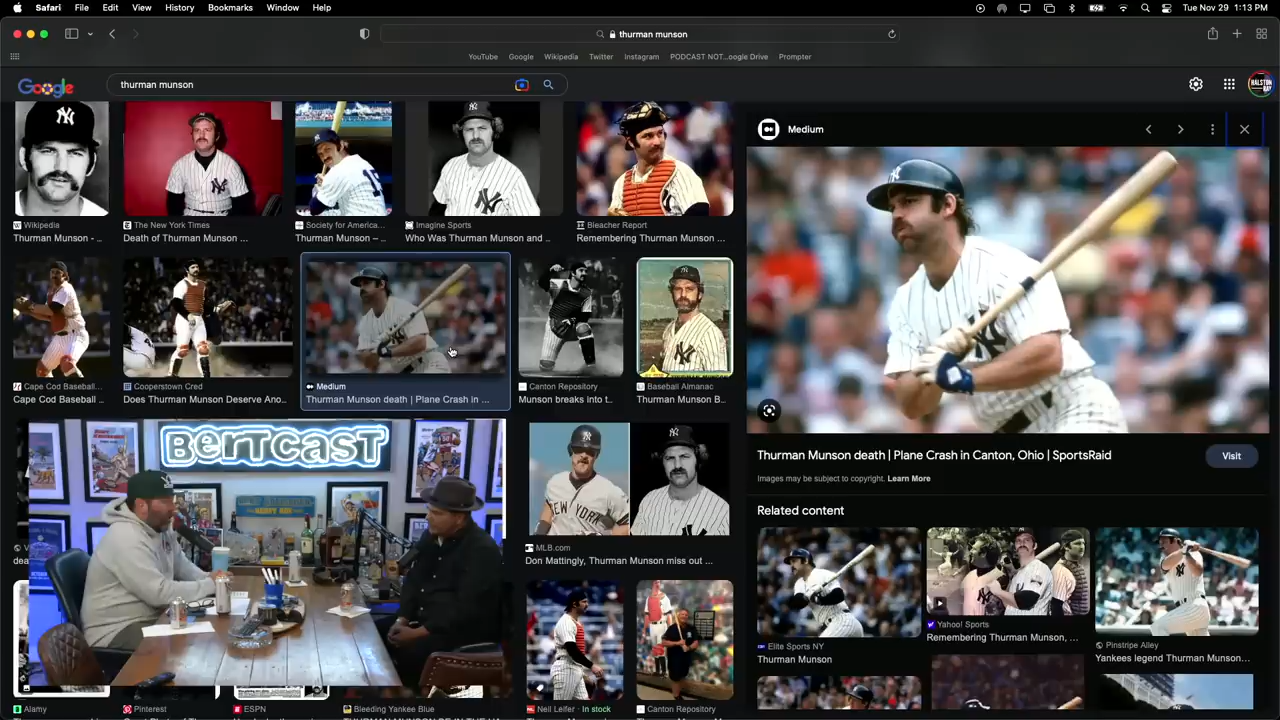 Safari File Edit View History Bookmarks Window Help Tue Nov 29 1:13 PM
thurman munson
YouTube Google Wikipedia Twitter Instagram PODCAST NOT...oogle Drive Prompter
Google thurman munson
Medium
Wikipedia
Thurman Munson - ...
The New York Times
Death of Thurman Munson ...
Society for America...
Thurman Munson – ...
Imagine Sports
Who Was Thurman Munson and ...
Bleacher Report
Remembering Thurman Munson ...
Cape Cod Baseball...
Cape Cod Baseball ...
Cooperstown Cred
Does Thurman Munson Deserve Ano...
Medium
Thurman Munson death | Plane Crash in ...
Canton Repository
Munson breaks into t...
Baseball Almanac
Thurman Munson B...
BERTCAST
NEW YORK
MLB.com
Don Mattingly, Thurman Munson miss out ...
Alamy
Pinterest
ESPN
Bleeding Yankee Blue
Neil Leifer · In stock
Canton Repository
Thurman Munson death | Plane Crash in Canton, Ohio | SportsRaid
Visit
Images may be subject to copyright. Learn More
Related content
Elite Sports NY
Thurman Munson
Yahoo! Sports
Remembering Thurman Munson, ...
Pinstripe Alley
Yankees legend Thurman Munson...